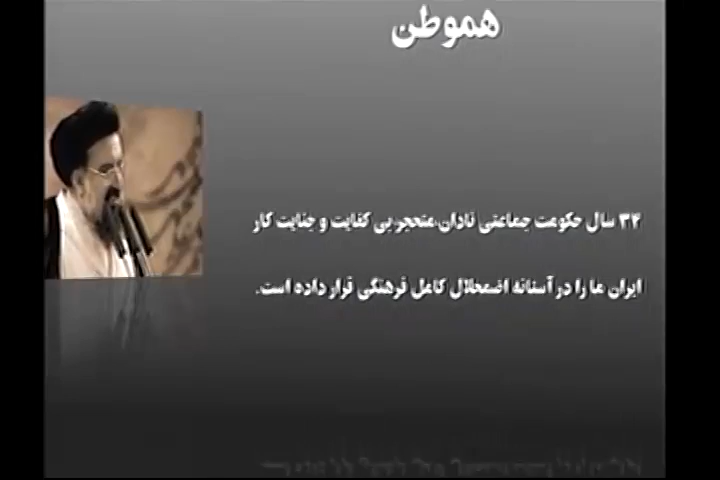 هموطن
۳۴ سال حکومت جماعتی نادان،متحجر،بی کفایت و جنایت کار
ایران ما را در آستانه اضمحلال کامل فرهنگی قرار داده است.